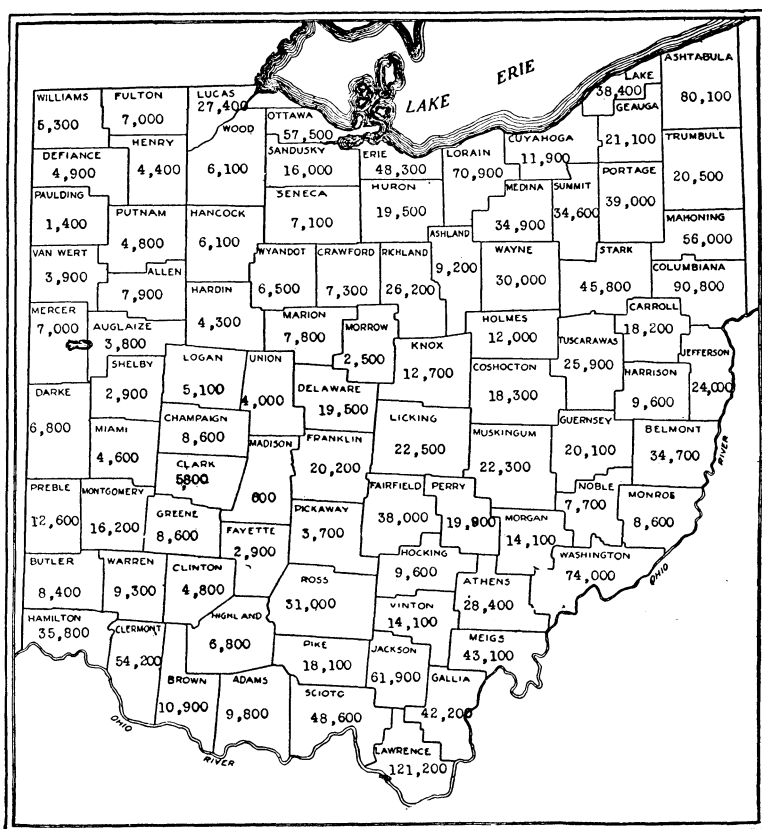 LAKE ERIE
WILLIAMS
5,300
FULTON
7,000
LUCAS
27,400
WOOD
6,100
OTTAWA
57,500
LAKE
38,400
GEAUGA
21,100
ASHTABULA
80,100
HENRY
4,400
DEFIANCE
4,900
SANDUSKY
16,000
ERIE
48,300
LORAIN
70,900
CUYAHOGA
11,900
TRUMBULL
20,500
PAULDING
1,400
SENECA
7,100
HURON
19,500
MEDINA
34,900
SUMMIT
34,600
PORTAGE
39,000
MAHONING
56,000
PUTNAM
4,800
HANCOCK
6,100
VAN WERT
3,900
ALLEN
7,900
WYANDOT
6,500
CRAWFORD
7,300
RICHLAND
26,200
ASHLAND
9,200
WAYNE
30,000
STARK
45,800
COLUMBIANA
90,800
HARDIN
4,300
MERCER
7,000
AUGLAIZE
3,800
MARION
7,800
MORROW
2,500
KNOX
12,700
HOLMES
12,000
TUSCARAWAS
25,900
CARROLL
18,200
JEFFERSON
24,000
SHELBY
2,900
LOGAN
5,100
UNION
4,000
DELAWARE
19,500
COSHOCTON
18,300
HARRISON
9,600
DARKE
6,800
MIAMI
4,600
CHAMPAIGN
8,600
LICKING
22,500
MUSKINGUM
22,300
GUERNSEY
20,100
BELMONT
34,700
RIVER
CLARK
5800
MADISON
600
FRANKLIN
20,200
PREBLE
12,600
MONTGOMERY
16,200
GREENE
8,600
FAYETTE
2,900
PICKAWAY
3,700
FAIRFIELD
38,000
PERRY
19,900
MORGAN
14,100
NOBLE
7,700
MONROE
8,600
BUTLER
8,400
WARREN
9,300
CLINTON
4,800
ROSS
31,000
HOCKING
9,600
ATHENS
28,400
WASHINGTON
74,000
OHIO
HAMILTON
35,800
CLERMONT
54,200
HIGHLAND
6,800
VINTON
14,100
MEIGS
43,100
PIKE
18,100
JACKSON
61,900
GALLIA
42,200
BROWN
10,900
ADAMS
9,800
SCIOTO
48,600
LAWRENCE
121,200
OHIO
RIVER